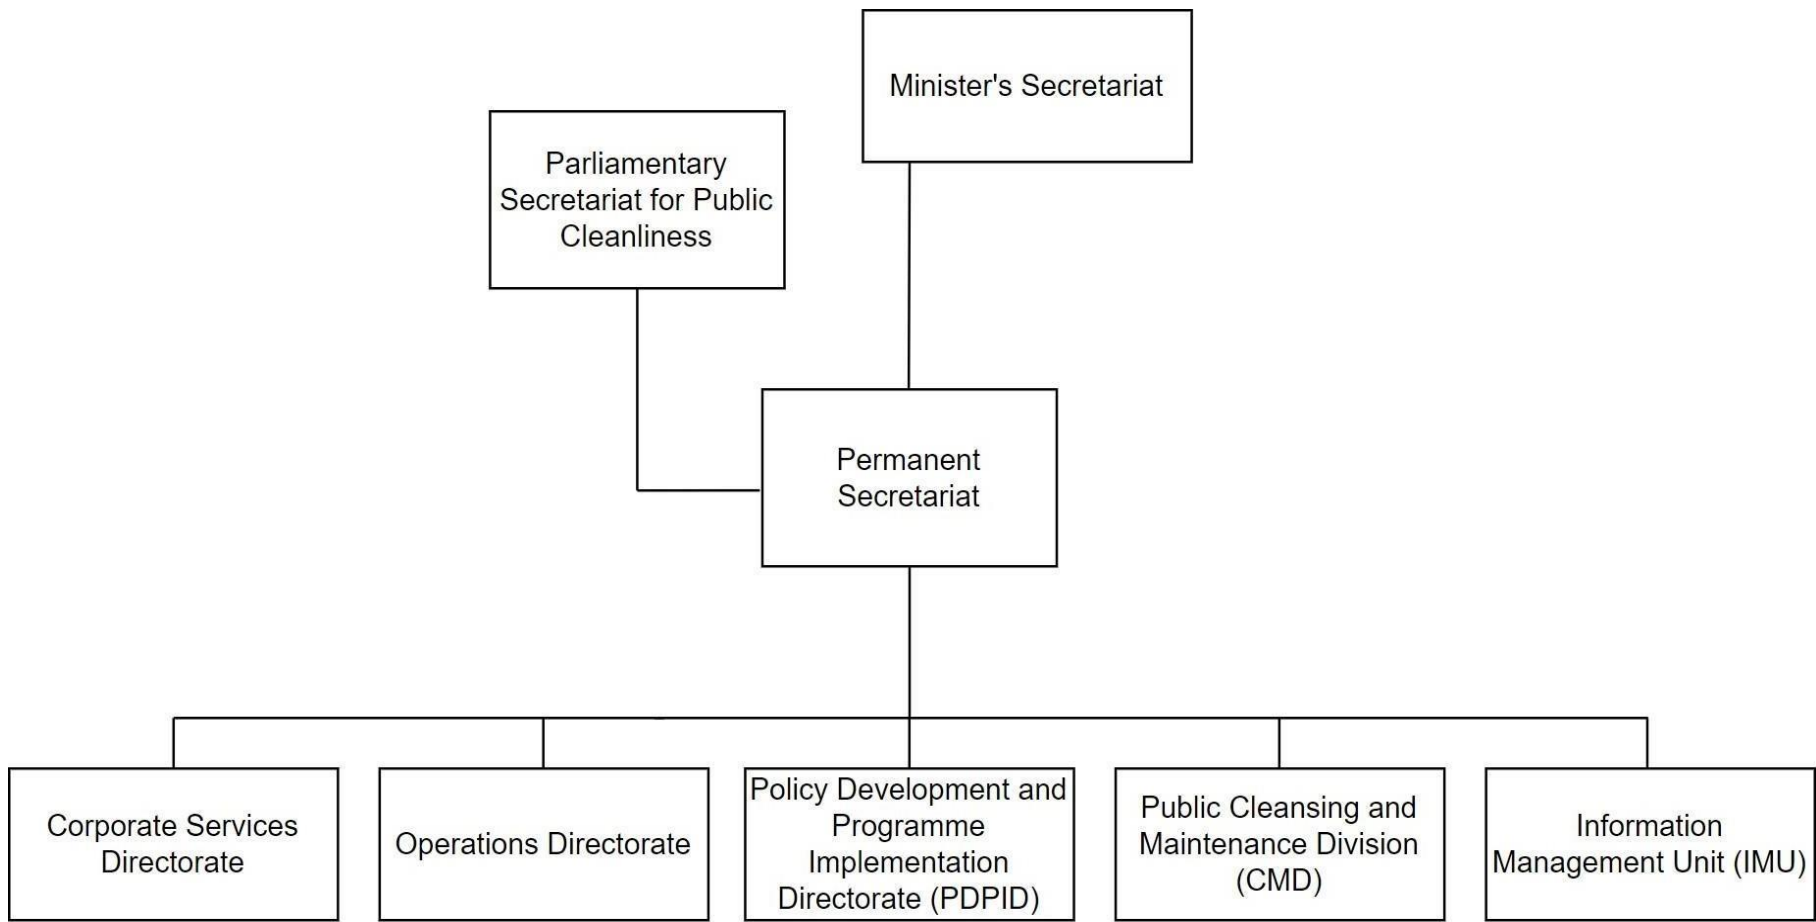 Minister's Secretariat
Parliamentary
Secretariat for Public
Cleanliness
Permanent
Secretariat
Corporate Services
Directorate
Operations Directorate
Policy Development and
Programme
Implementation
Directorate (PDPID)
Public Cleansing and
Maintenance Division
(CMD)
Information
Management Unit (IMU)